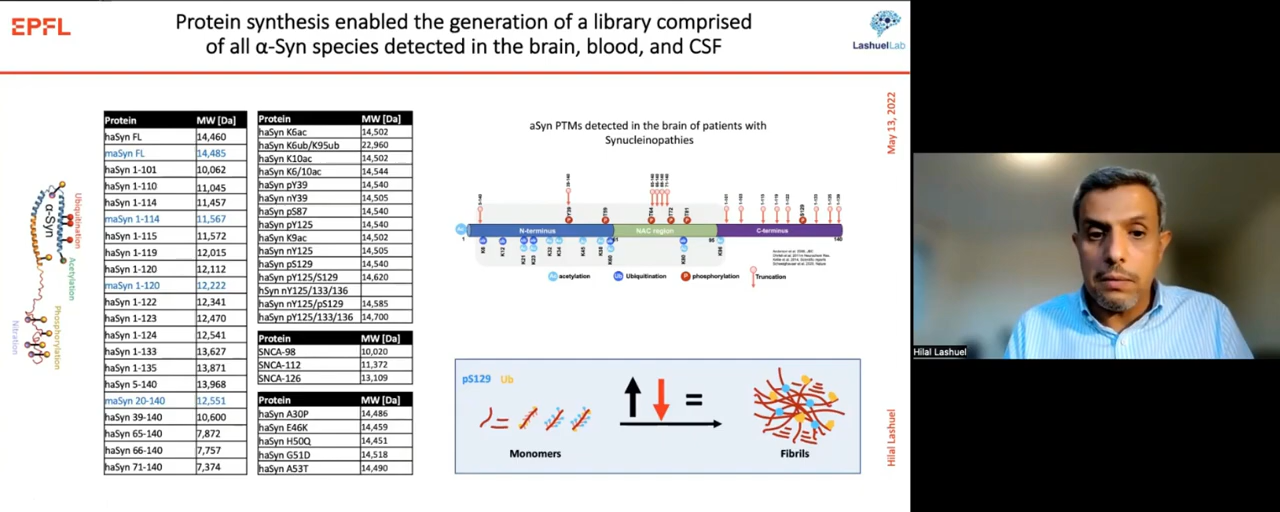 EPFL
Protein synthesis enabled the generation of a library comprised
of all α-Syn species detected in the brain, blood, and CSF
LashuelLab
May 13, 2022
Hilal Lashuel
α-Syn
Ubiquitination
Acetylation
Phosphorylation
Nitration
Protein MW [Da]
haSyn FL 14,460
maSyn FL 14,485
haSyn 1-101 10,062
haSyn 1-110 11,045
haSyn 1-114 11,457
maSyn 1-114 11,567
haSyn 1-115 11,572
haSyn 1-119 12,015
haSyn 1-120 12,112
maSyn 1-120 12,222
haSyn 1-122 12,341
haSyn 1-123 12,470
haSyn 1-124 12,541
haSyn 1-133 13,627
haSyn 1-135 13,871
haSyn 5-140 13,968
maSyn 20-140 12,551
haSyn 39-140 10,600
haSyn 65-140 7,872
haSyn 66-140 7,757
haSyn 71-140 7,374
Protein MW [Da]
haSyn K6ac 14,502
haSyn K6ub/K95ub 22,960
haSyn K10ac 14,502
haSyn K6/10ac 14,544
haSyn pY39 14,540
haSyn nY39 14,505
haSyn pS87 14,540
haSyn pY125 14,540
haSyn K9ac 14,502
haSyn nY125 14,505
haSyn pS129 14,540
haSyn pY125/S129 14,620
hSyn nY125/133/136
haSyn nY125/pS129 14,585
haSyn pY125/133/136 14,700
Protein MW [Da]
SNCA-98 10,020
SNCA-112 11,372
SNCA-126 13,109
Protein MW [Da]
haSyn A30P 14,486
haSyn E46K 14,459
haSyn H50Q 14,451
haSyn G51D 14,518
haSyn A53T 14,490
aSyn PTMs detected in the brain of patients with
Synucleinopathies
N-terminus NAC region C-terminus
1 95 140
Ac acetylation Ub Ubiquitination P phosphorylation Truncation
pS129 Ub
=
Monomers Fibrils
Hilal Lashuel